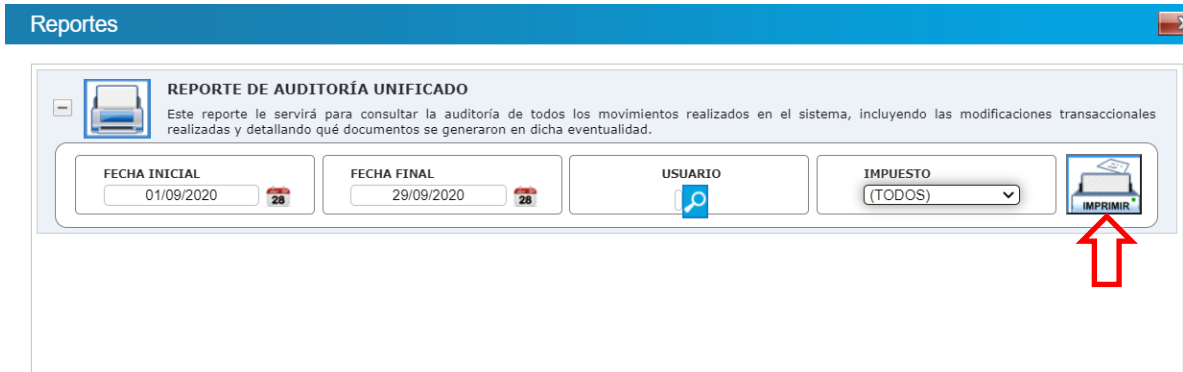 Reportes
REPORTE DE AUDITORÍA UNIFICADO
Este reporte le servirá para consultar la auditoría de todos los movimientos realizados en el sistema, incluyendo las modificaciones transaccionales
realizadas y detallando qué documentos se generaron en dicha eventualidad.
FECHA INICAL
01/09/2020
28
FECHA FINAL
29/09/2020
28
USUARIO
IMPUESTO
(TODOS)
IMPRIMIR